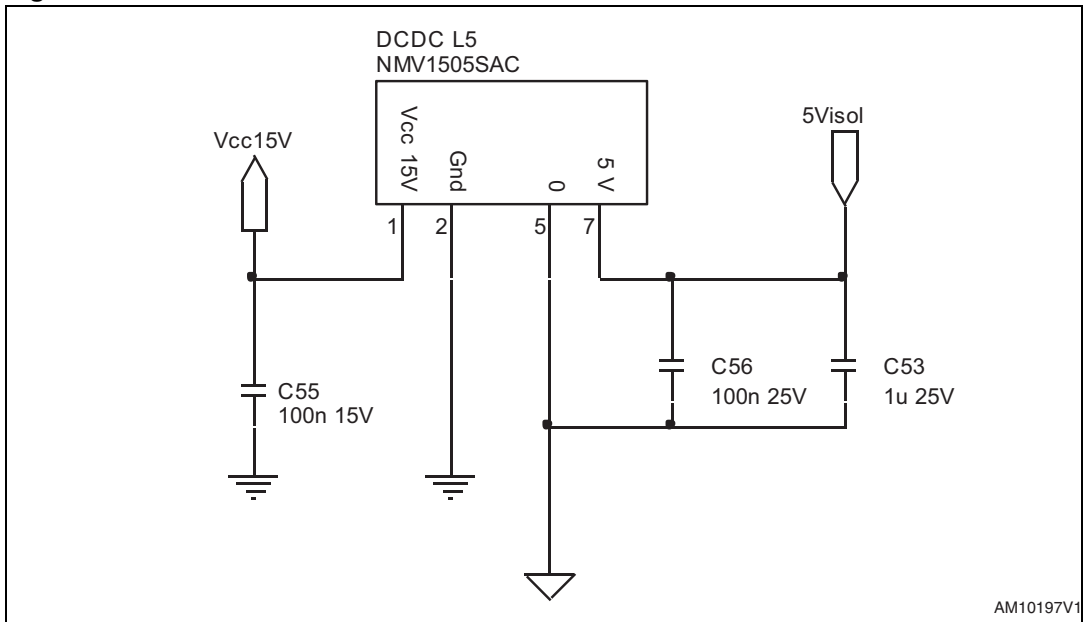 DCDC L5
NMV1505SAC
Vcc15V
5Visol
Vcc 15V
Gnd
0
5 V
1
2
5
7
C55
100n 15V
C56
100n 25V
C53
1u 25V
AM10197V1